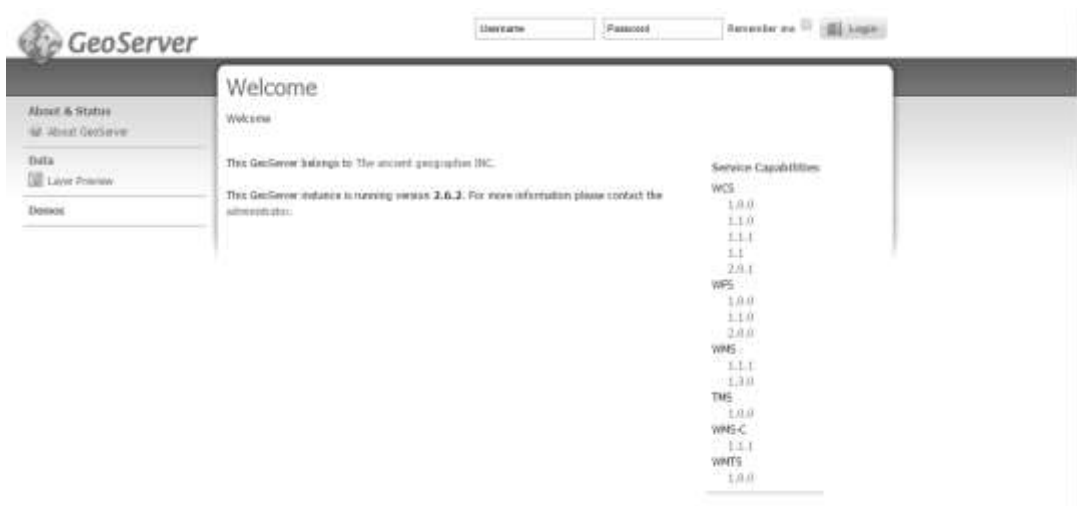 GeoServer
Username
Password
Remember me
Login
About & Status
About GeoServer
Data
Layer Preview
Demos
Welcome
Welcome
This GeoServer belongs to The ancient geographes INC.
This GeoServer instance is running version 2.6.2. For more information please contact the
administrator.
Service Capabilities
WCS
1.0.0
1.1.0
1.1.1
1.1
2.0.1
WFS
1.0.0
1.1.0
2.0.0
WMS
1.1.1
1.3.0
TMS
1.0.0
WMS-C
1.1.1
WMTS
1.0.0